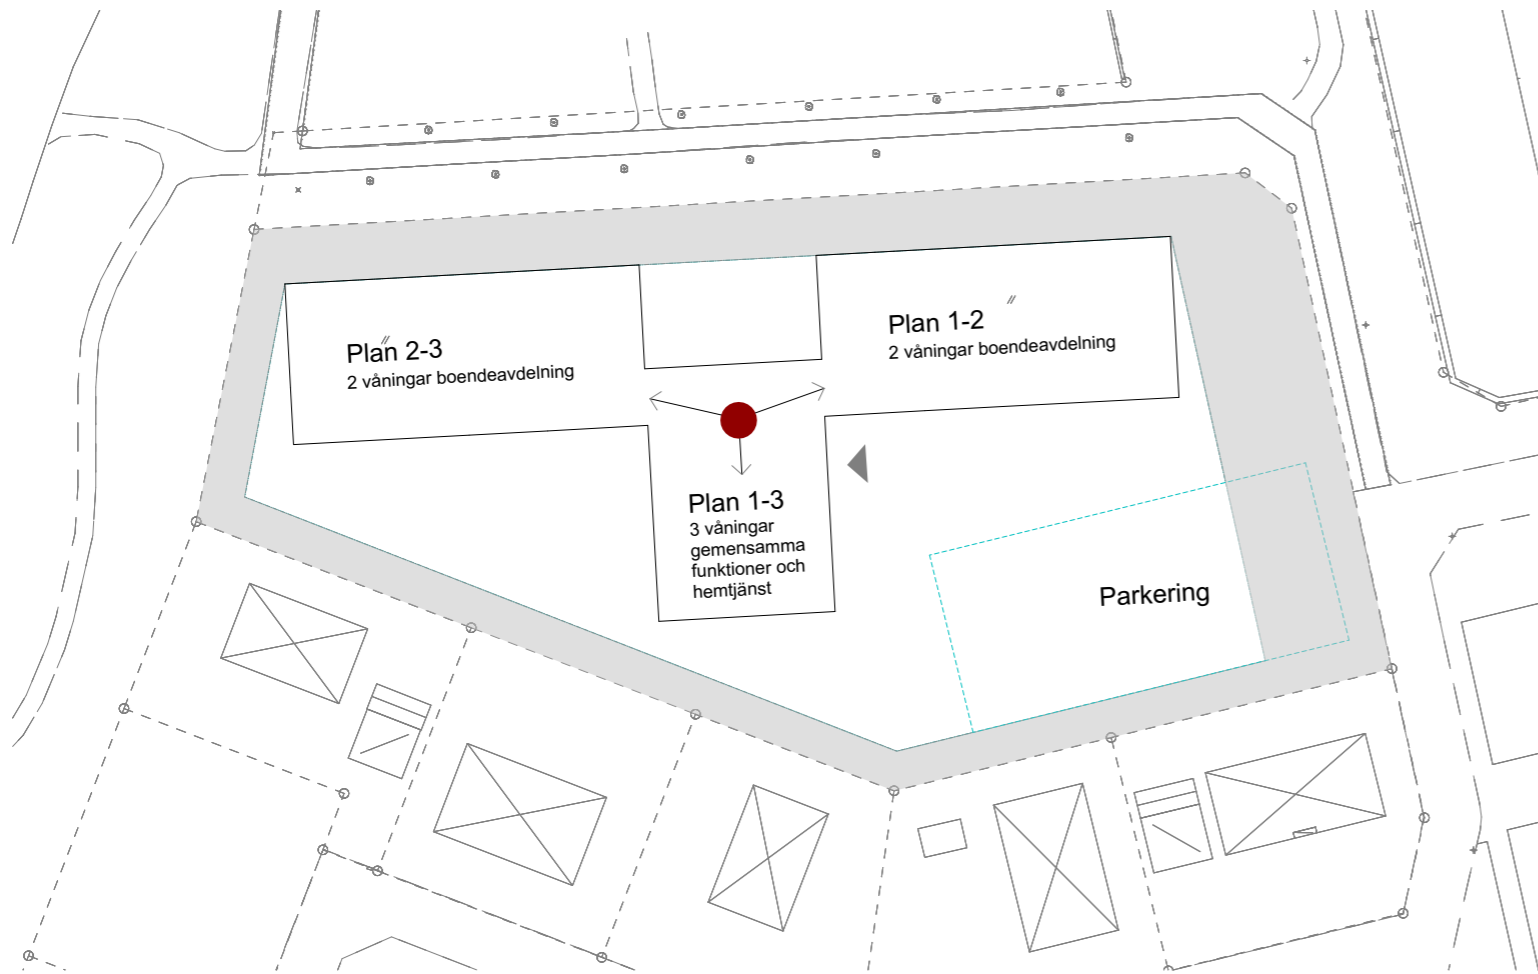 Plan 2-3
2 våningar boendeavdelning
Plan 1-2
2 våningar boendeavdelning
Plan 1-3
3 våningar
gemensamma
funktioner och
hemtjänst
Parkering